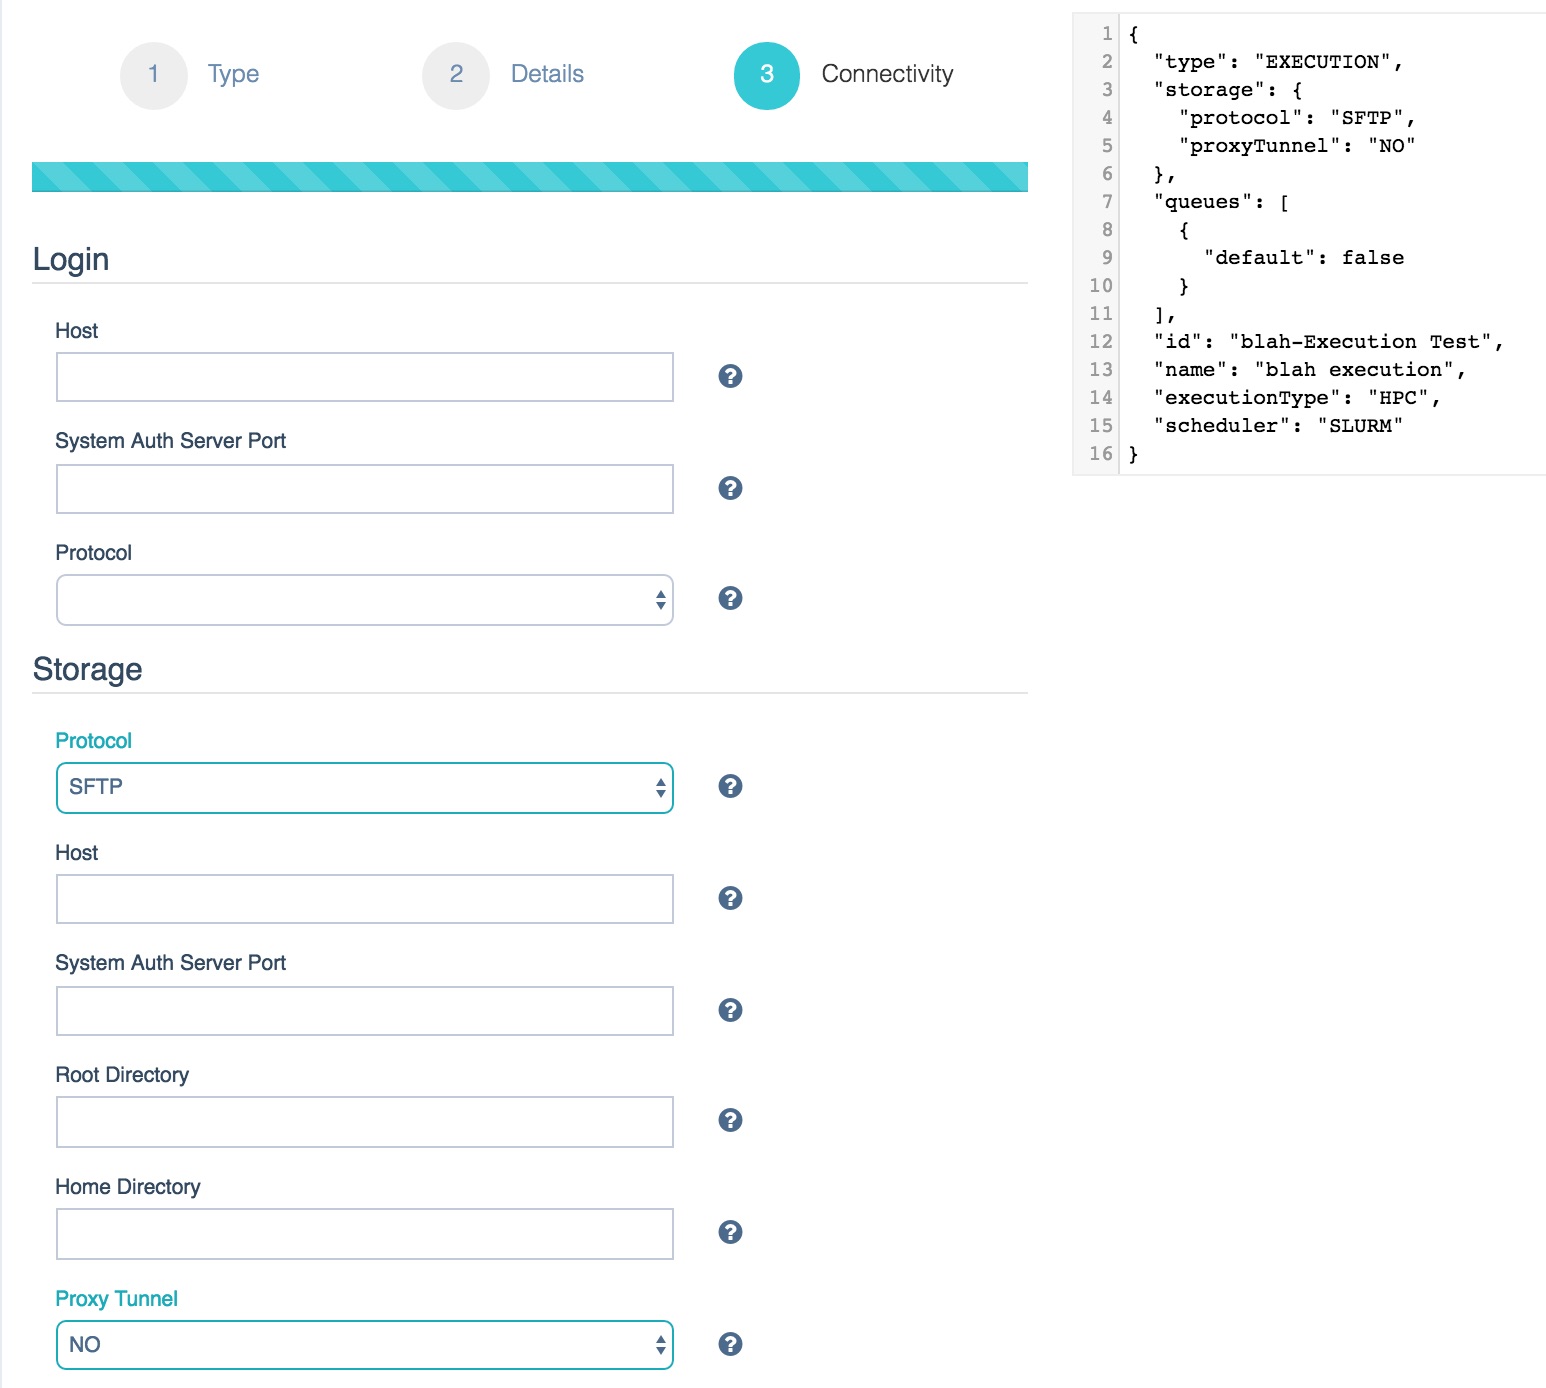 1 Type
2 Details
3 Connectivity
Login
Host
?
System Auth Server Port
?
Protocol
?
Storage
Protocol
SFTP
?
Host
?
System Auth Server Port
?
Root Directory
?
Home Directory
?
Proxy Tunnel
NO
?
1 {
2   "type": "EXECUTION",
3   "storage": {
4     "protocol": "SFTP",
5     "proxyTunnel": "NO"
6   },
7   "queues": [
8     {
9       "default": false
10     }
11   ],
12   "id": "blah-Execution Test",
13   "name": "blah execution",
14   "executionType": "HPC",
15   "scheduler": "SLURM"
16 }